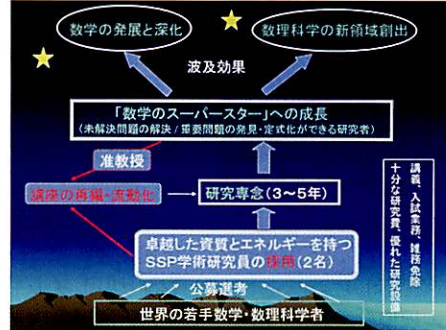 数学の発展と深化
数理科学の新領域創出
波及効果
「数学のスーパースター」への成長
(未解決問題の解決 / 重要問題の発見・定式化ができる研究者)
准教授
講座の再編・流動化
研究専念(3〜5年)
講義、入試業務、雑務免除
十分な研究費、優れた研究設備
卓越した資質とエネルギーを持つ
SSP学術研究員の採用(2名)
公募選考
世界の若手数学・数理科学者